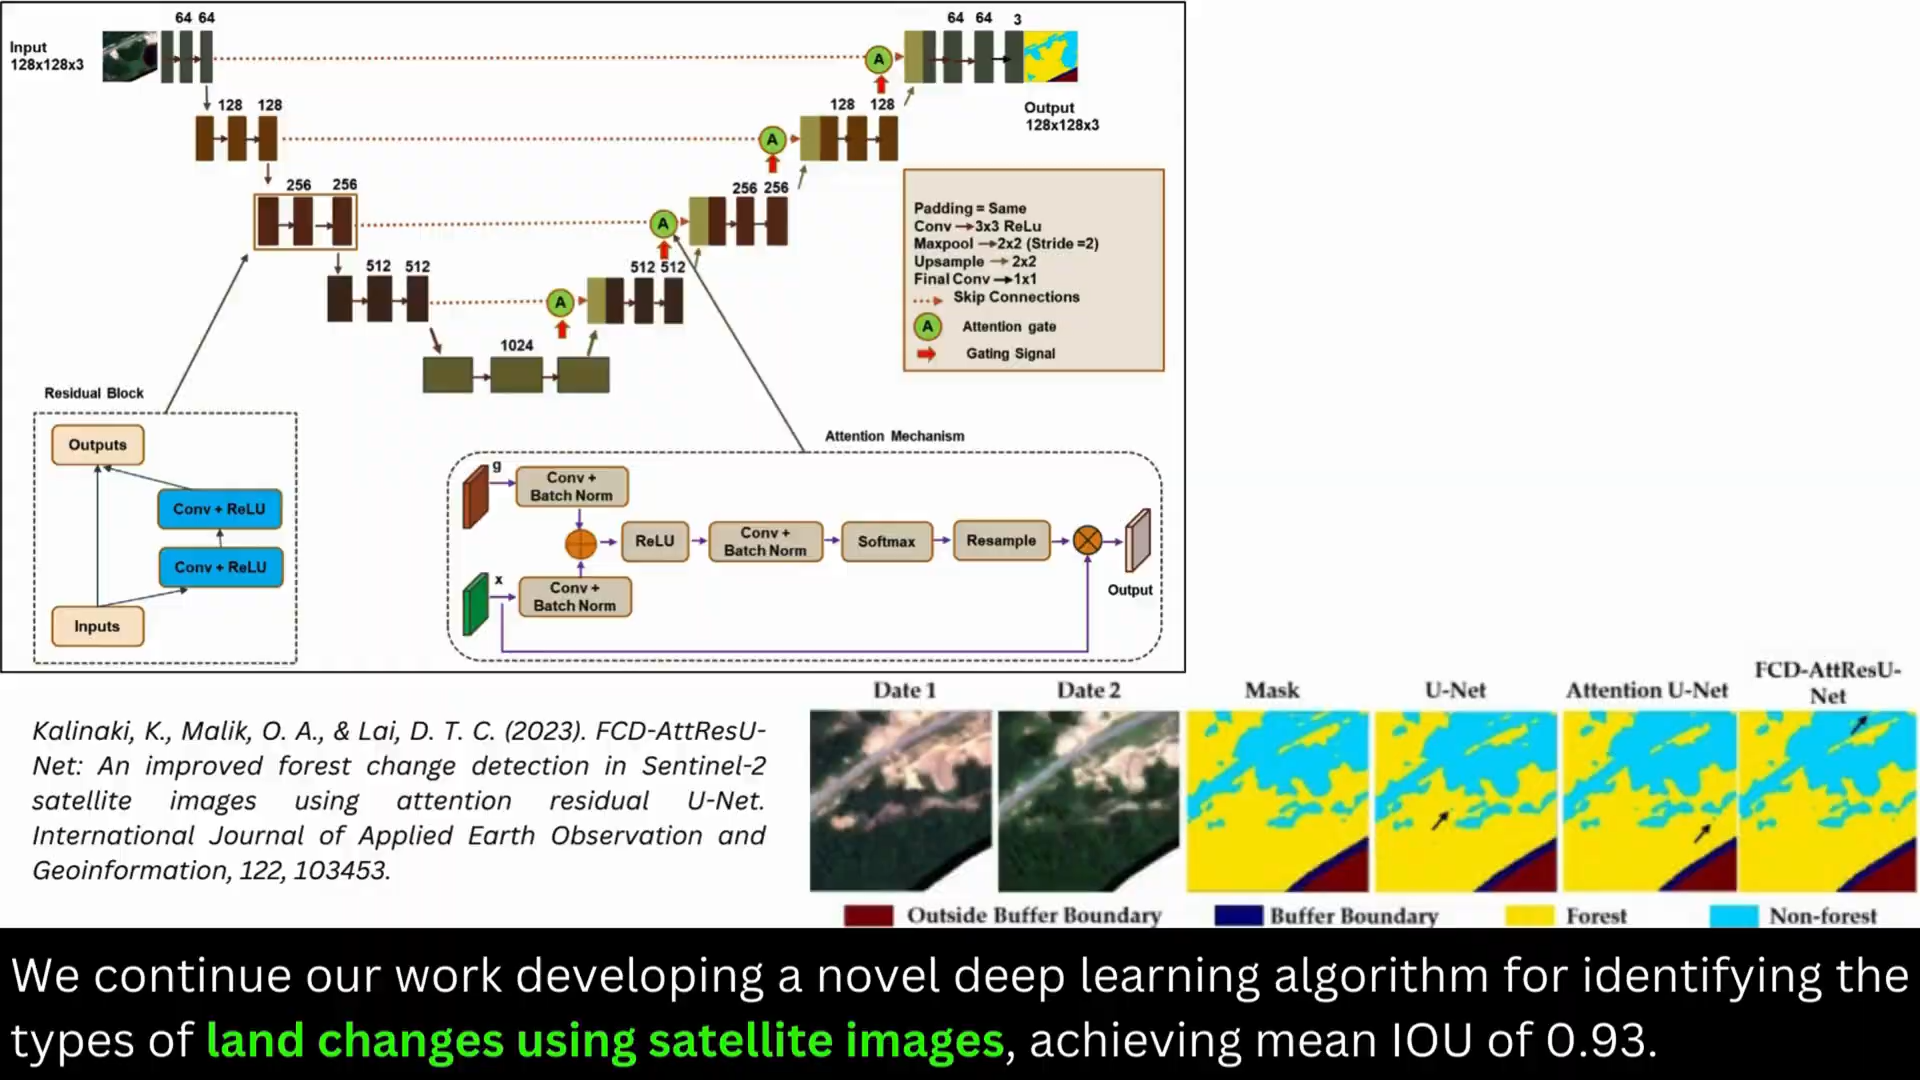 64 64
Input
128x128x3
A
64 64 3
Output
128x128x3
128 128
A
128 128
256 256
A
256 256
512 512
A
512 512
1024
Padding = Same
Conv → 3x3 ReLu
Maxpool → 2x2 (Stride =2)
Upsample → 2x2
Final Conv → 1x1
Skip Connections
A Attention gate
Gating Signal
Residual Block
Outputs
Conv + ReLU
Conv + ReLU
Inputs
Attention Mechanism
g
Conv +
Batch Norm
ReLU
Conv +
Batch Norm
Softmax
Resample
Output
x
Conv +
Batch Norm
Kalinaki, K., Malik, O. A., & Lai, D. T. C. (2023). FCD-AttResU-
Net: An improved forest change detection in Sentinel-2
satellite images using attention residual U-Net.
International Journal of Applied Earth Observation and
Geoinformation, 122, 103453.
Date 1
Date 2
Mask
U-Net
Attention U-Net
FCD-AttResU-
Net
Outside Buffer Boundary
Buffer Boundary
Forest
Non-forest
We continue our work developing a novel deep learning algorithm for identifying the
types of land changes using satellite images, achieving mean IOU of 0.93.